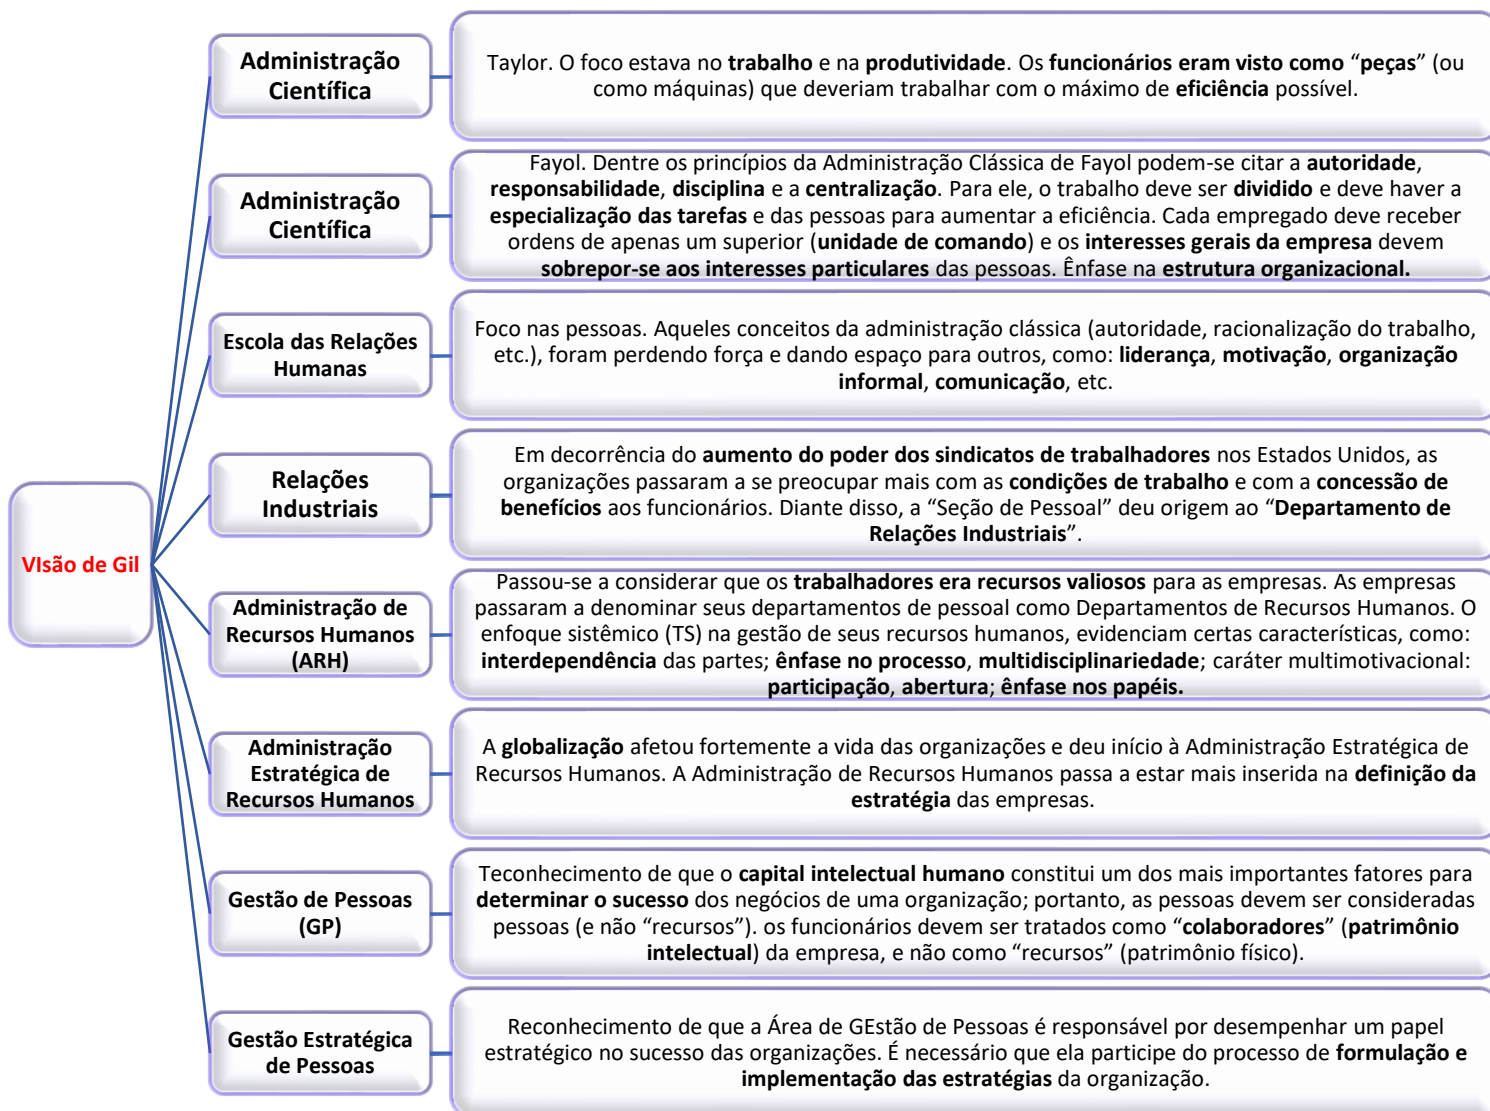 VIsão de Gil
Administração
Científica
Taylor. O foco estava no trabalho e na produtividade. Os funcionários eram visto como “peças” (ou
como máquinas) que deveriam trabalhar com o máximo de eficiência possível.
Administração
Científica
Fayol. Dentre os princípios da Administração Clássica de Fayol podem-se citar a autoridade,
responsabilidade, disciplina e a centralização. Para ele, o trabalho deve ser dividido e deve haver a
especialização das tarefas e das pessoas para aumentar a eficiência. Cada empregado deve receber
ordens de apenas um superior (unidade de comando) e os interesses gerais da empresa devem
sobrepor-se aos interesses particulares das pessoas. Ênfase na estrutura organizacional.
Escola das Relações
Humanas
Foco nas pessoas. Aqueles conceitos da administração clássica (autoridade, racionalização do trabalho,
etc.), foram perdendo força e dando espaço para outros, como: liderança, motivação, organização
informal, comunicação, etc.
Relações
Industriais
Em decorrência do aumento do poder dos sindicatos de trabalhadores nos Estados Unidos, as
organizações passaram a se preocupar mais com as condições de trabalho e com a concessão de
benefícios aos funcionários. Diante disso, a “Seção de Pessoal” deu origem ao “Departamento de
Relações Industriais”.
Administração de
Recursos Humanos
(ARH)
Passou-se a considerar que os trabalhadores era recursos valiosos para as empresas. As empresas
passaram a denominar seus departamentos de pessoal como Departamentos de Recursos Humanos. O
enfoque sistêmico (TS) na gestão de seus recursos humanos, evidenciam certas características, como:
interdependência das partes; ênfase no processo, multidisciplinariedade; caráter multimotivacional:
participação, abertura; ênfase nos papéis.
Administração
Estratégica de
Recursos Humanos
A globalização afetou fortemente a vida das organizações e deu início à Administração Estratégica de
Recursos Humanos. A Administração de Recursos Humanos passa a estar mais inserida na definição da
estratégia das empresas.
Gestão de Pessoas
(GP)
Teconhecimento de que o capital intelectual humano constitui um dos mais importantes fatores para
determinar o sucesso dos negócios de uma organização; portanto, as pessoas devem ser consideradas
pessoas (e não “recursos”). os funcionários devem ser tratados como “colaboradores” (patrimônio
intelectual) da empresa, e não como “recursos” (patrimônio físico).
Gestão Estratégica
de Pessoas
Reconhecimento de que a Área de GEstão de Pessoas é responsável por desempenhar um papel
estratégico no sucesso das organizações. É necessário que ela participe do processo de formulação e
implementação das estratégias da organização.